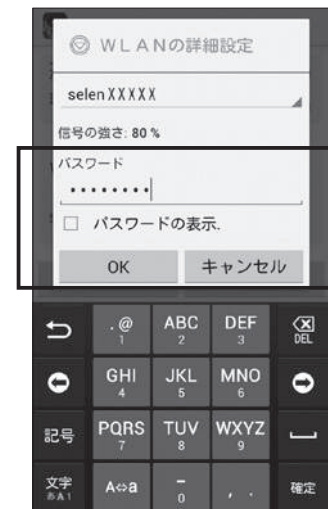 WLANの詳細設定
selenXXXXX
信号の強さ: 80 %
パスワード
••••••••
パスワードの表示.
OK キャンセル
. @ ABC DEF
1 2 3 DEL
GHI JKL MNO
4 5 6
記号 PQRS TUV WXYZ
7 8 9
文字 A⇔a – , . 確定
あA1 0